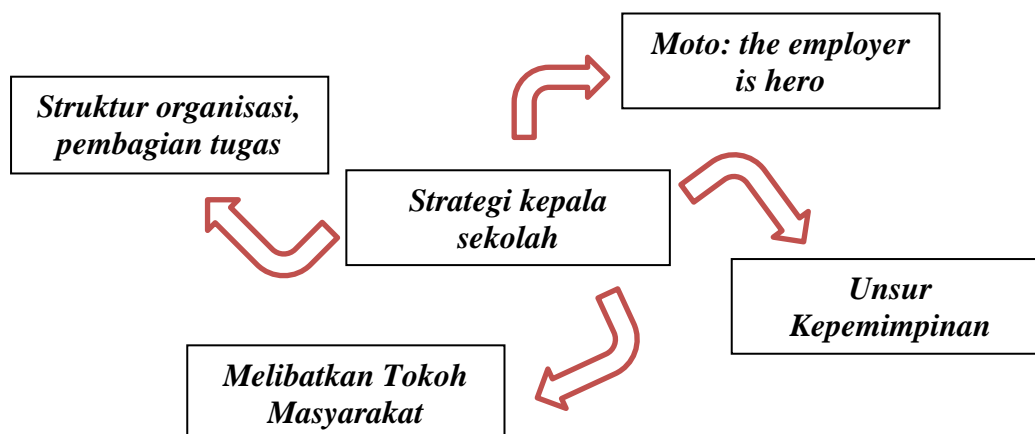 Moto: the employer
is hero
Struktur organisasi,
pembagian tugas
Strategi kepala
sekolah
Unsur
Kepemimpinan
Melibatkan Tokoh
Masyarakat